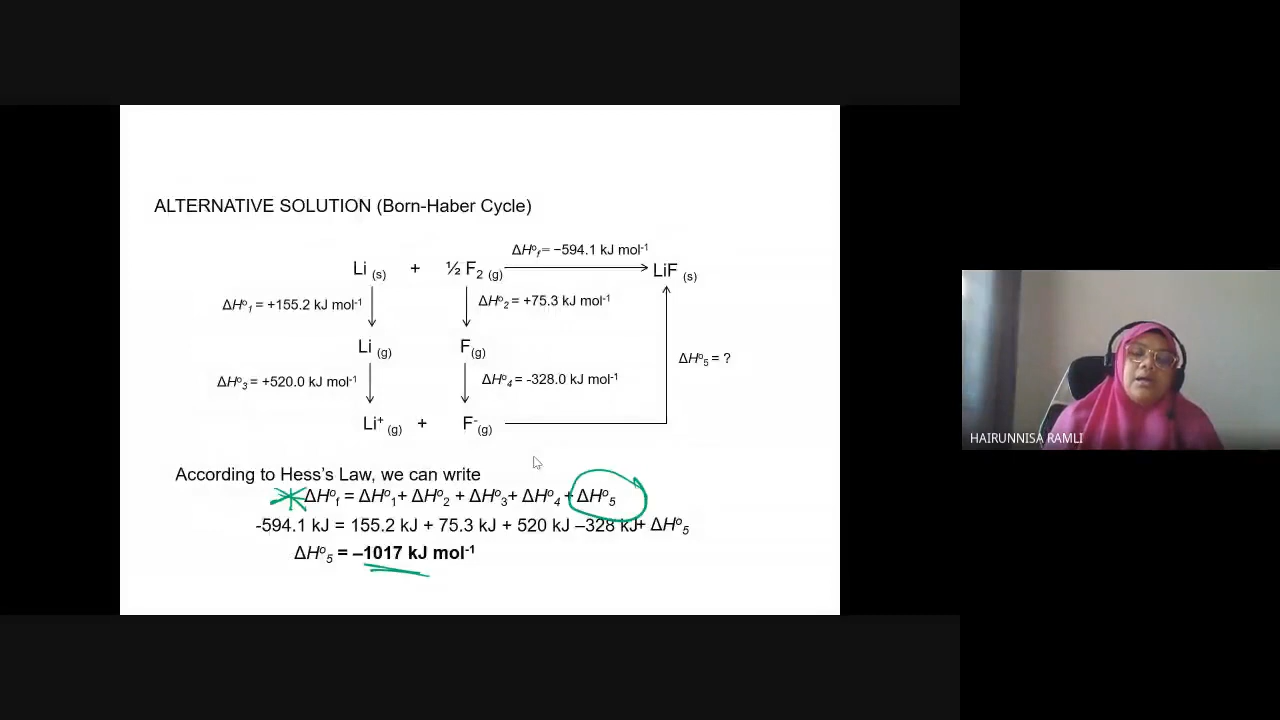 ALTERNATIVE SOLUTION (Born-Haber Cycle)
ΔH°f = −594.1 kJ mol⁻¹
Li (s) + ½ F₂ (g) LiF (s)
ΔH°₁ = +155.2 kJ mol⁻¹ ΔH°₂ = +75.3 kJ mol⁻¹
Li (g) F(g)
ΔH°₅ = ?
ΔH°₃ = +520.0 kJ mol⁻¹ ΔH°₄ = -328.0 kJ mol⁻¹
Li⁺ (g) + F⁻(g)
According to Hess's Law, we can write
ΔH°f = ΔH°₁+ ΔH°₂ + ΔH°₃+ ΔH°₄ + ΔH°₅
-594.1 kJ = 155.2 kJ + 75.3 kJ + 520 kJ –328 kJ+ ΔH°₅
ΔH°₅ = –1017 kJ mol⁻¹
HAIRUNNISA RAMLI